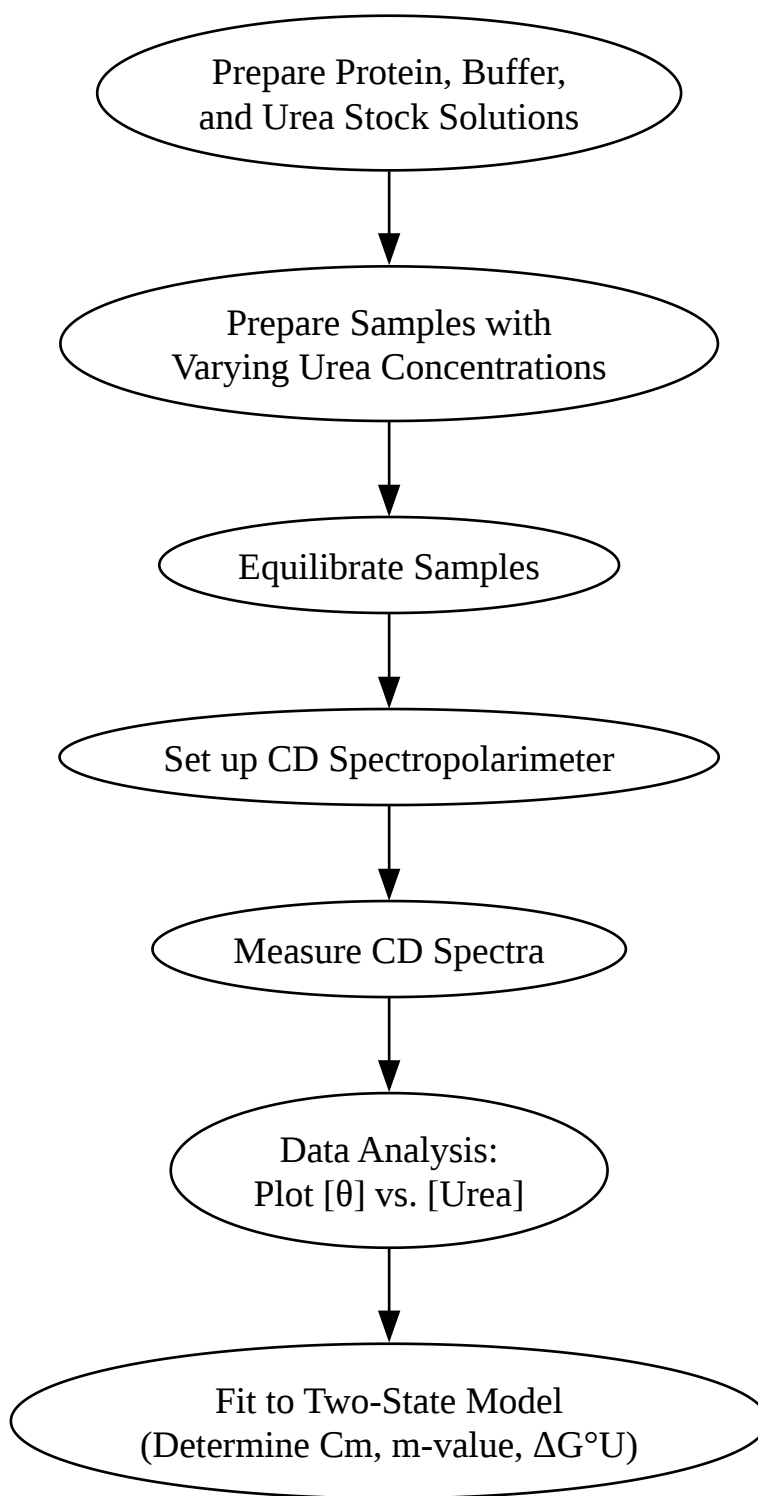 Prepare Protein, Buffer,
and Urea Stock Solutions
Prepare Samples with
Varying Urea Concentrations
Equilibrate Samples
Set up CD Spectropolarimeter
Measure CD Spectra
Data Analysis:
Plot [θ] vs. [Urea]
Fit to Two-State Model
(Determine Cm, m-value, ΔG°U)